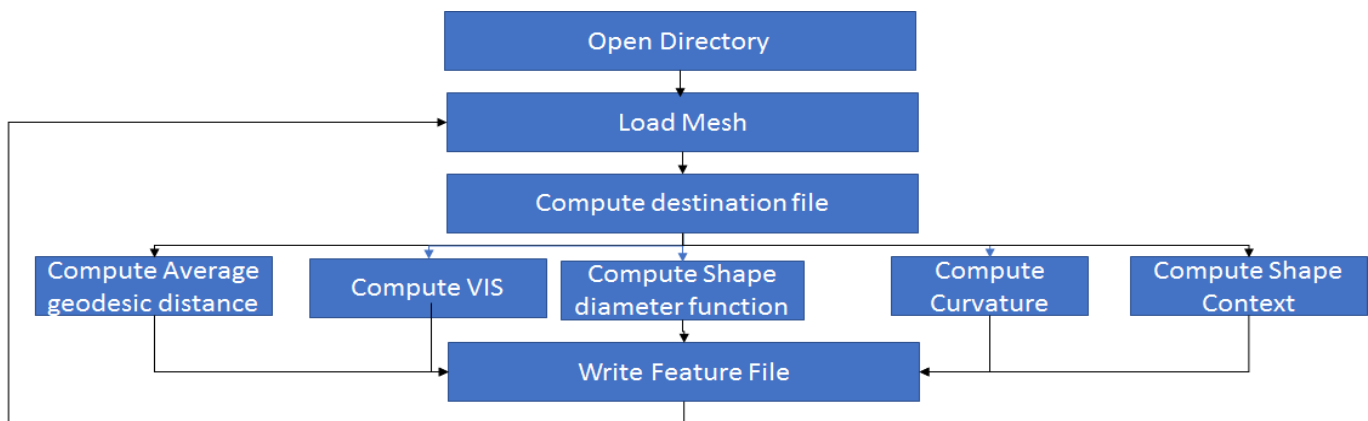 Open Directory
Load Mesh
Compute destination file
Compute Average
geodesic distance
Compute VIS
Compute Shape
diameter function
Compute
Curvature
Compute Shape
Context
Write Feature File